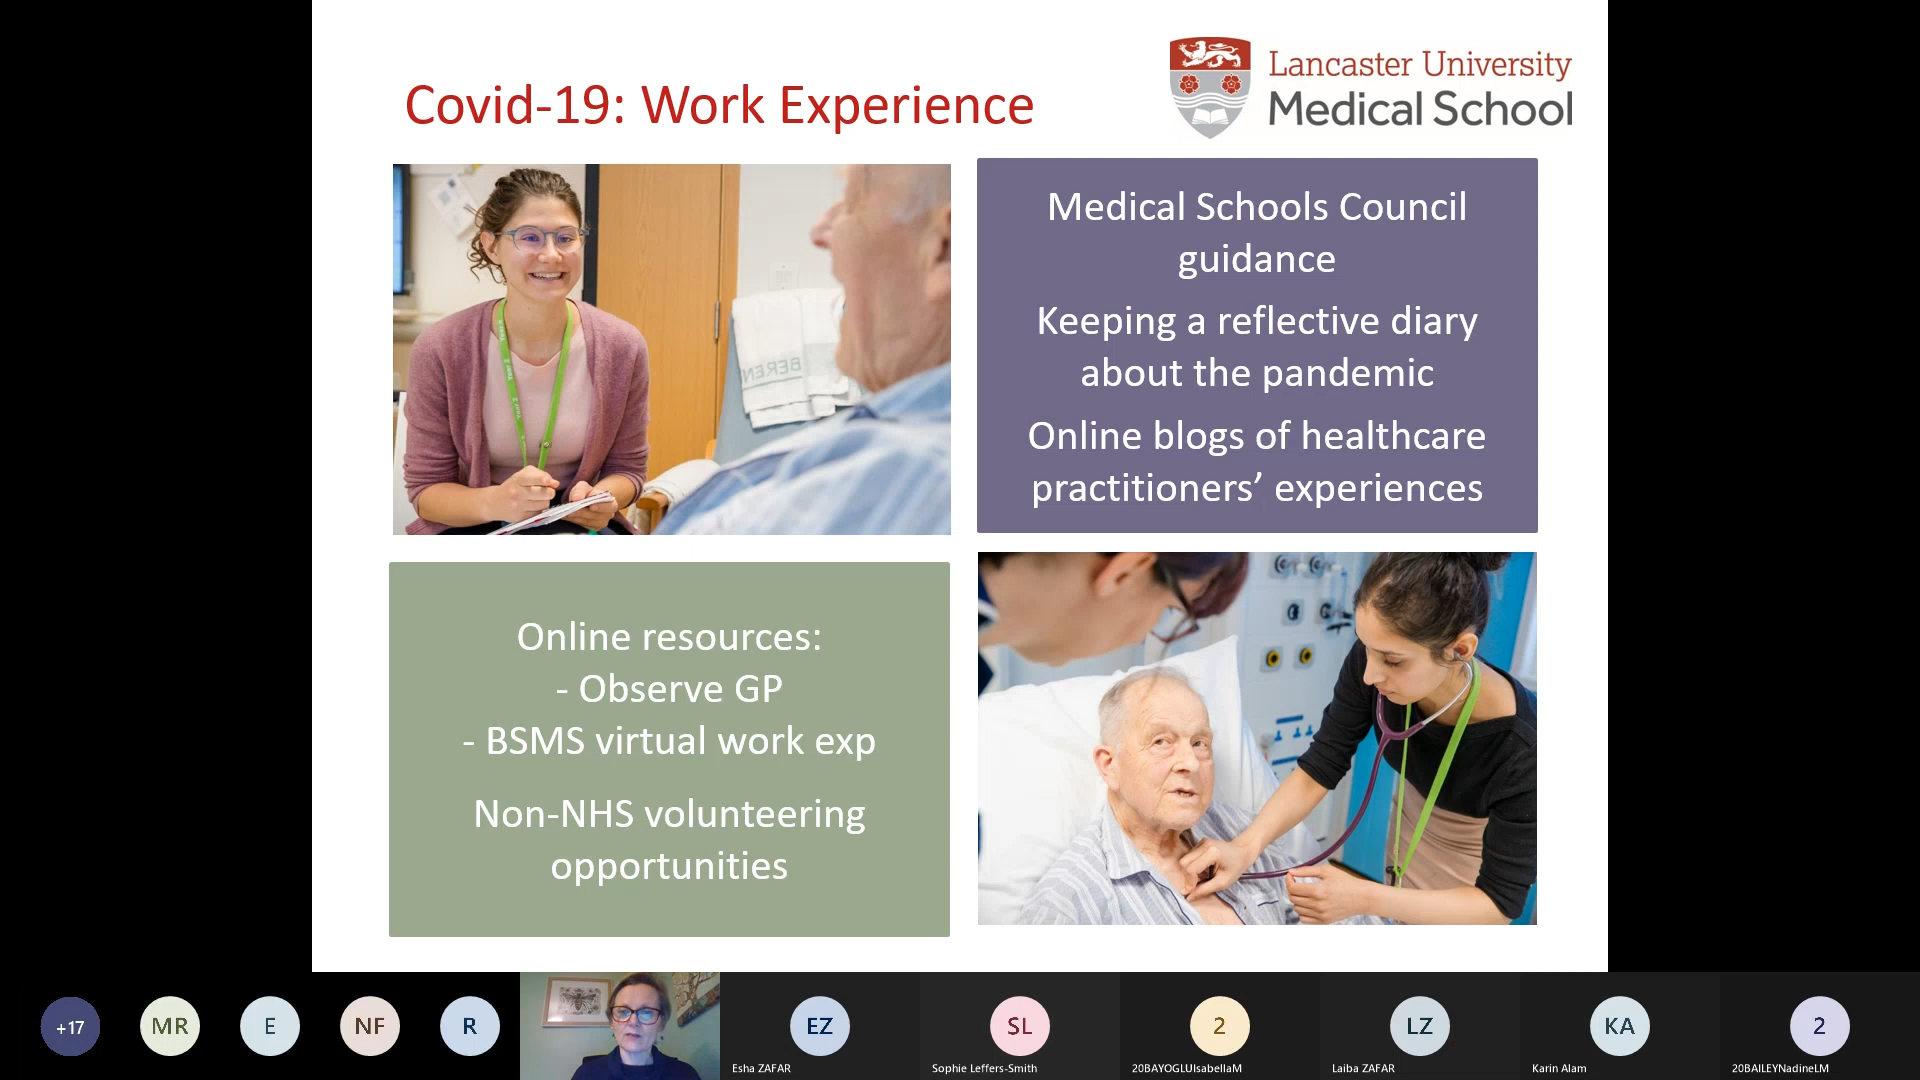 Covid-19: Work Experience
Lancaster University
Medical School
Medical Schools Council
guidance
Keeping a reflective diary
about the pandemic
Online blogs of healthcare
practitioners’ experiences
Online resources:
- Observe GP
- BSMS virtual work exp
Non-NHS volunteering
opportunities
+17
MR
E
NF
R
EZ
Esha ZAFAR
SL
Sophie Leffers-Smith
2
20BAYOGLUIsabellaM
LZ
Laiba ZAFAR
KA
Karin Alam
2
20BAILEYNadineLM